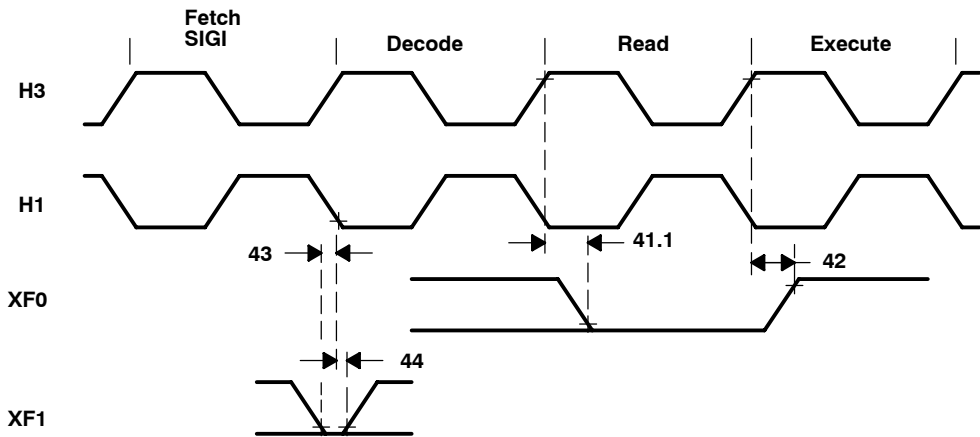 Fetch
SIGI
Decode
Read
Execute
H3
H1
43
41.1
42
XF0
44
XF1